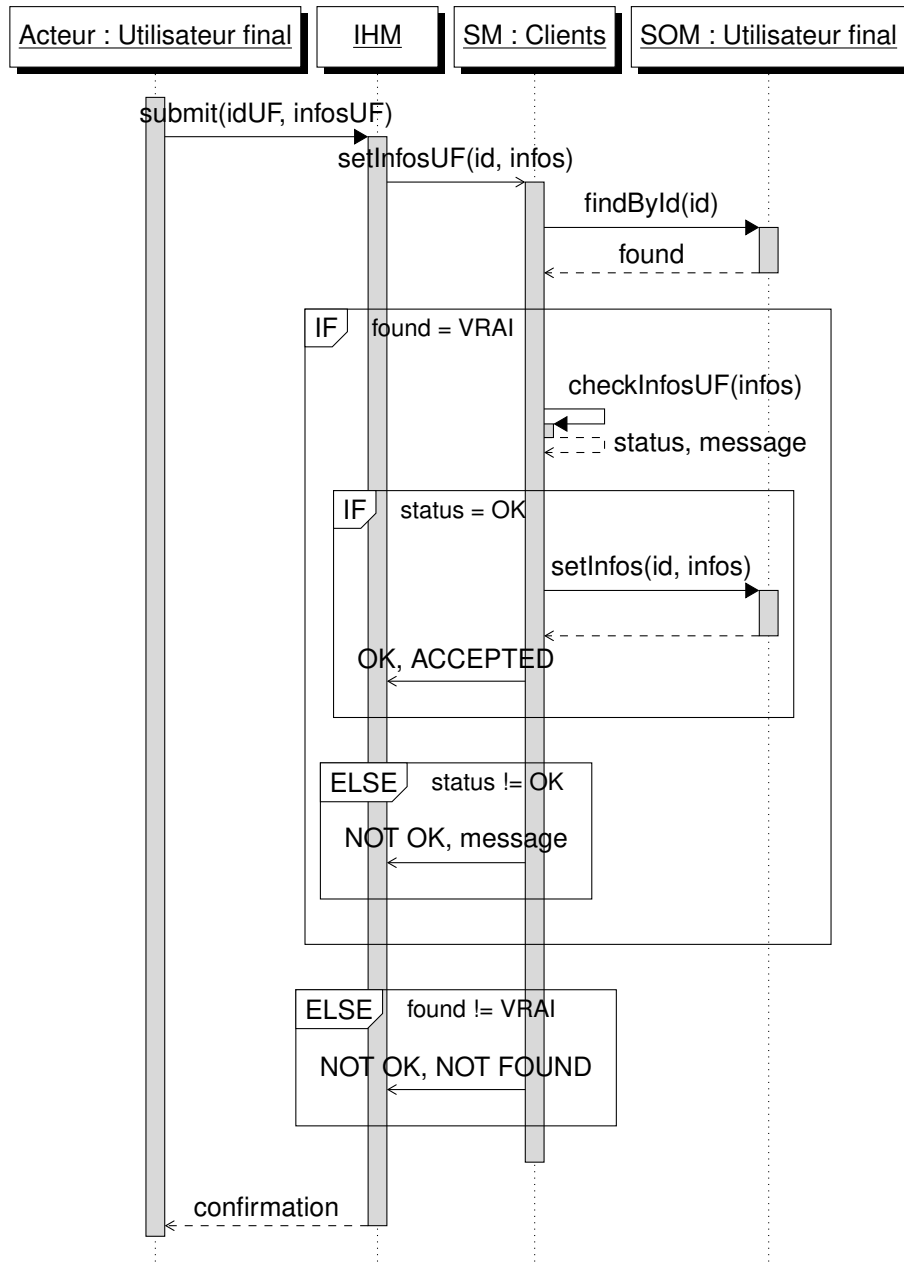 Acteur : Utilisateur final
IHM
SM : Clients
SOM : Utilisateur final
submit(idUF, infosUF)
setInfosUF(id, infos)
findById(id)
found
IF
found = VRAI
checkInfosUF(infos)
status, message
IF
status = OK
setInfos(id, infos)
OK, ACCEPTED
ELSE
status != OK
NOT OK, message
ELSE
found != VRAI
NOT OK, NOT FOUND
confirmation